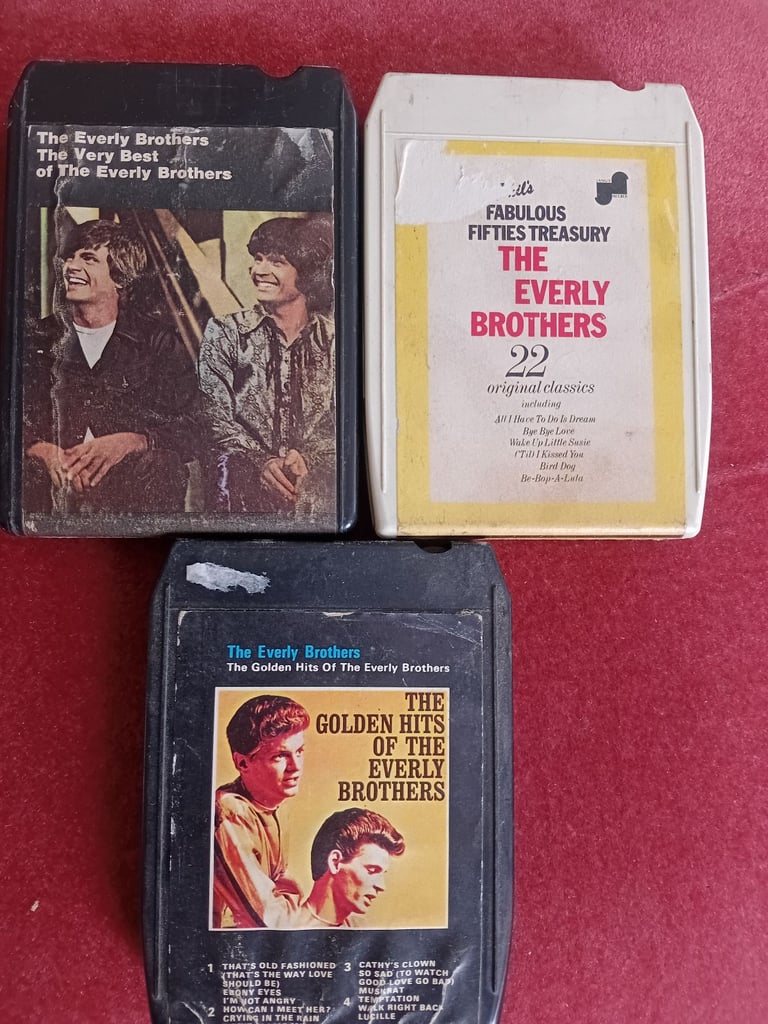 The Everly Brothers
The Very Best
of The Everly Brothers
FABULOUS
FIFTIES TREASURY
THE
EVERLY
BROTHERS
22
original classics
including
All I Have To Do Is Dream
Bye Bye Love
Wake Up Little Susie
('Til) I Kissed You
Bird Dog
Be-Bop-A-Lula
The Everly Brothers
The Golden Hits Of The Everly Brothers
THE
GOLDEN HITS
OF THE
EVERLY
BROTHERS
1 THAT'S OLD FASHIONED
(THAT'S THE WAY LOVE
SHOULD BE)
EBONY EYES
I'M NOT ANGRY
2 HOW CAN I MEET HER?
CRYING IN THE RAIN
3 CATHY'S CLOWN
SO SAD (TO WATCH
GOOD LOVE GO BAD)
MUSKRAT
4 TEMPTATION
WALK RIGHT BACK
LUCILLE